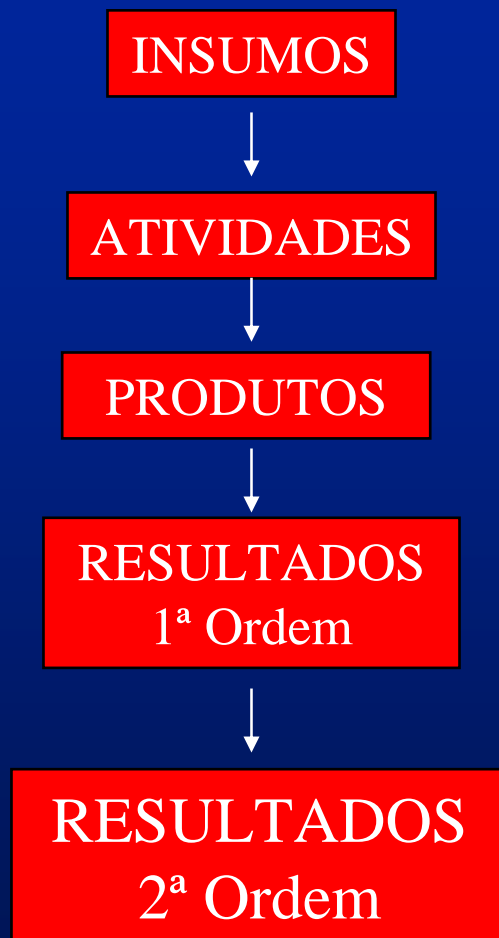 INSUMOS
ATIVIDADES
PRODUTOS
RESULTADOS
1ª Ordem
RESULTADOS
2ª Ordem